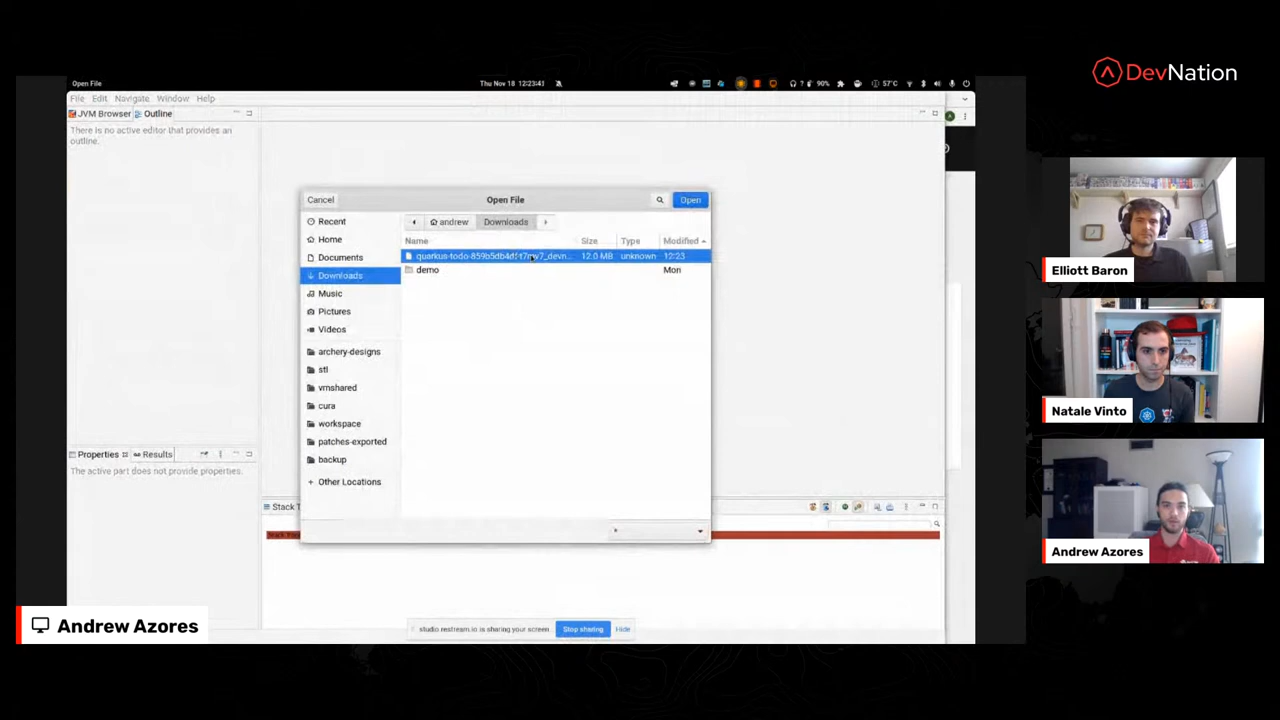 DevNation
Open File
Thu Nov 18 12:23:41
90%
57°C
File Edit Navigate Window Help
JVM Browser Outline
There is no active editor that provides an
outline.
Cancel
Open File
Open
Recent
andrew
Downloads
Home
Name
Size
Type
Modified
Documents
12.0 MB
unknown
12:23
Downloads
demo
Mon
Music
Pictures
Videos
archery-designs
stl
vmshared
cura
workspace
patches-exported
backup
Other Locations
Properties
Results
The active part does not provide properties.
studio.restream.io is sharing your screen
Stop sharing
Hide
Andrew Azores
Elliott Baron
Natale Vinto
Andrew Azores